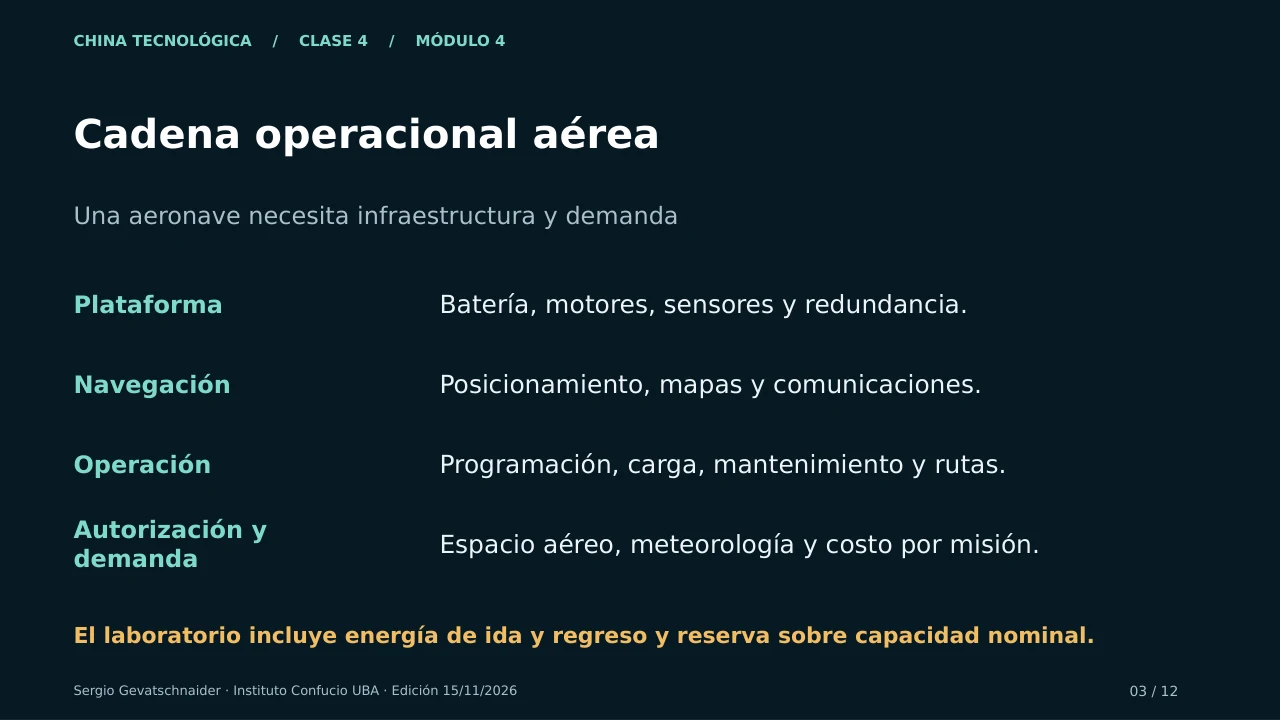 CHINA TECNOLÓGICA / CLASE 4 / MÓDULO 4
Cadena operacional aérea
Una aeronave necesita infraestructura y demanda
Plataforma Batería, motores, sensores y redundancia.
Navegación Posicionamiento, mapas y comunicaciones.
Operación Programación, carga, mantenimiento y rutas.
Autorización y
demanda
Espacio aéreo, meteorología y costo por misión.
El laboratorio incluye energía de ida y regreso y reserva sobre capacidad nominal.
Sergio Gevatschnaider · Instituto Confucio UBA · Edición 15/11/2026 03 / 12